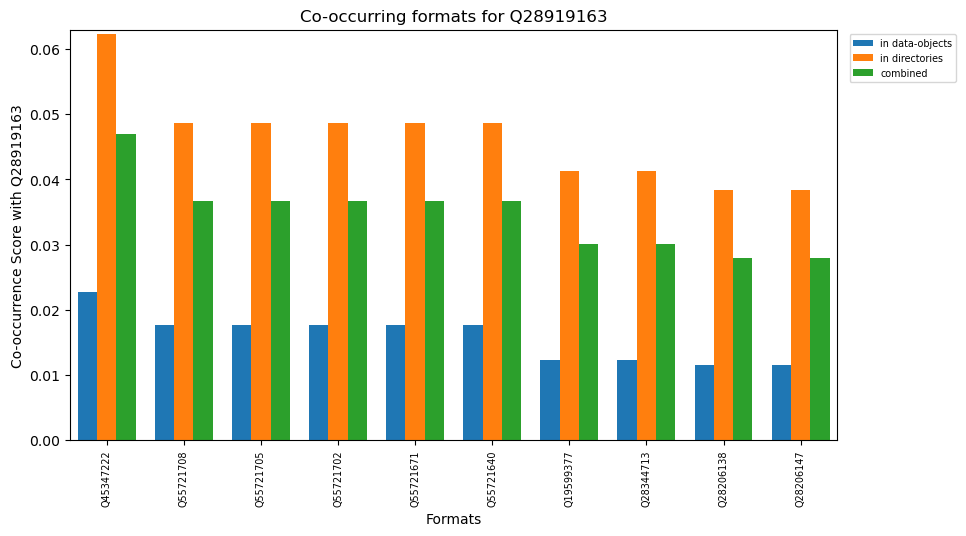 Co-occurring formats for Q28919163
Co-occurrence Score with Q28919163
0.06
0.05
0.04
0.03
0.02
0.01
0.00
Q45347222
Q55721708
Q55721705
Q55721702
Q55721671
Q55721640
Q19599377
Q28344713
Q28206138
Q28206147
Formats
in data-objects
in directories
combined